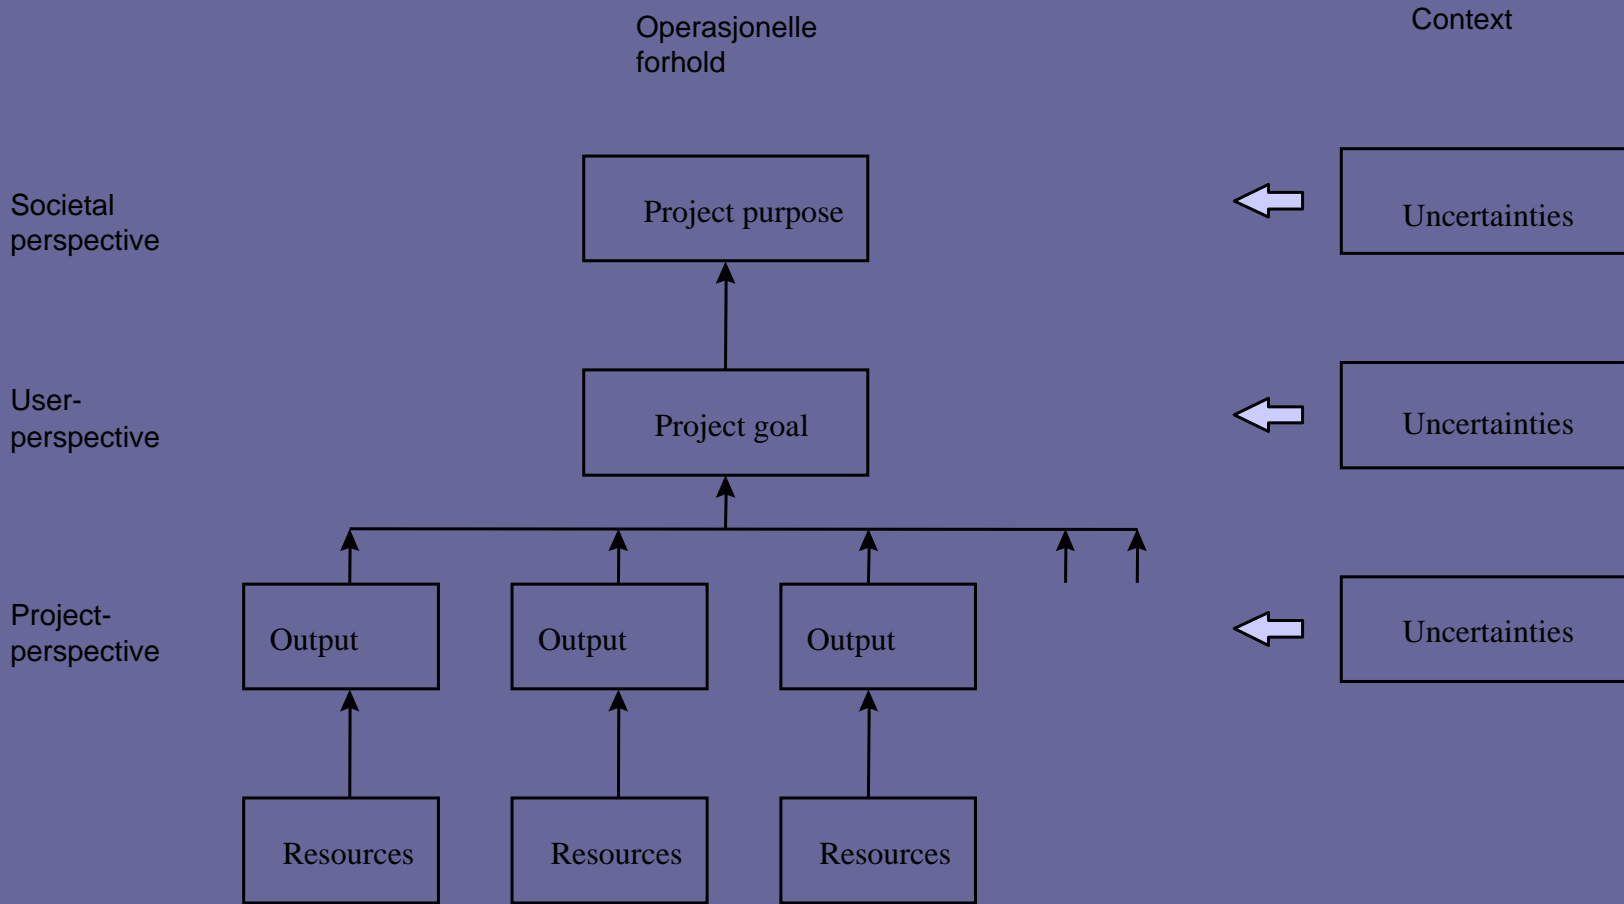 Operasjonelle
forhold
Context
Societal
perspective
Project purpose
Uncertainties
User-
perspective
Project goal
Uncertainties
Project-
perspective
Output
Output
Output
Uncertainties
Resources
Resources
Resources